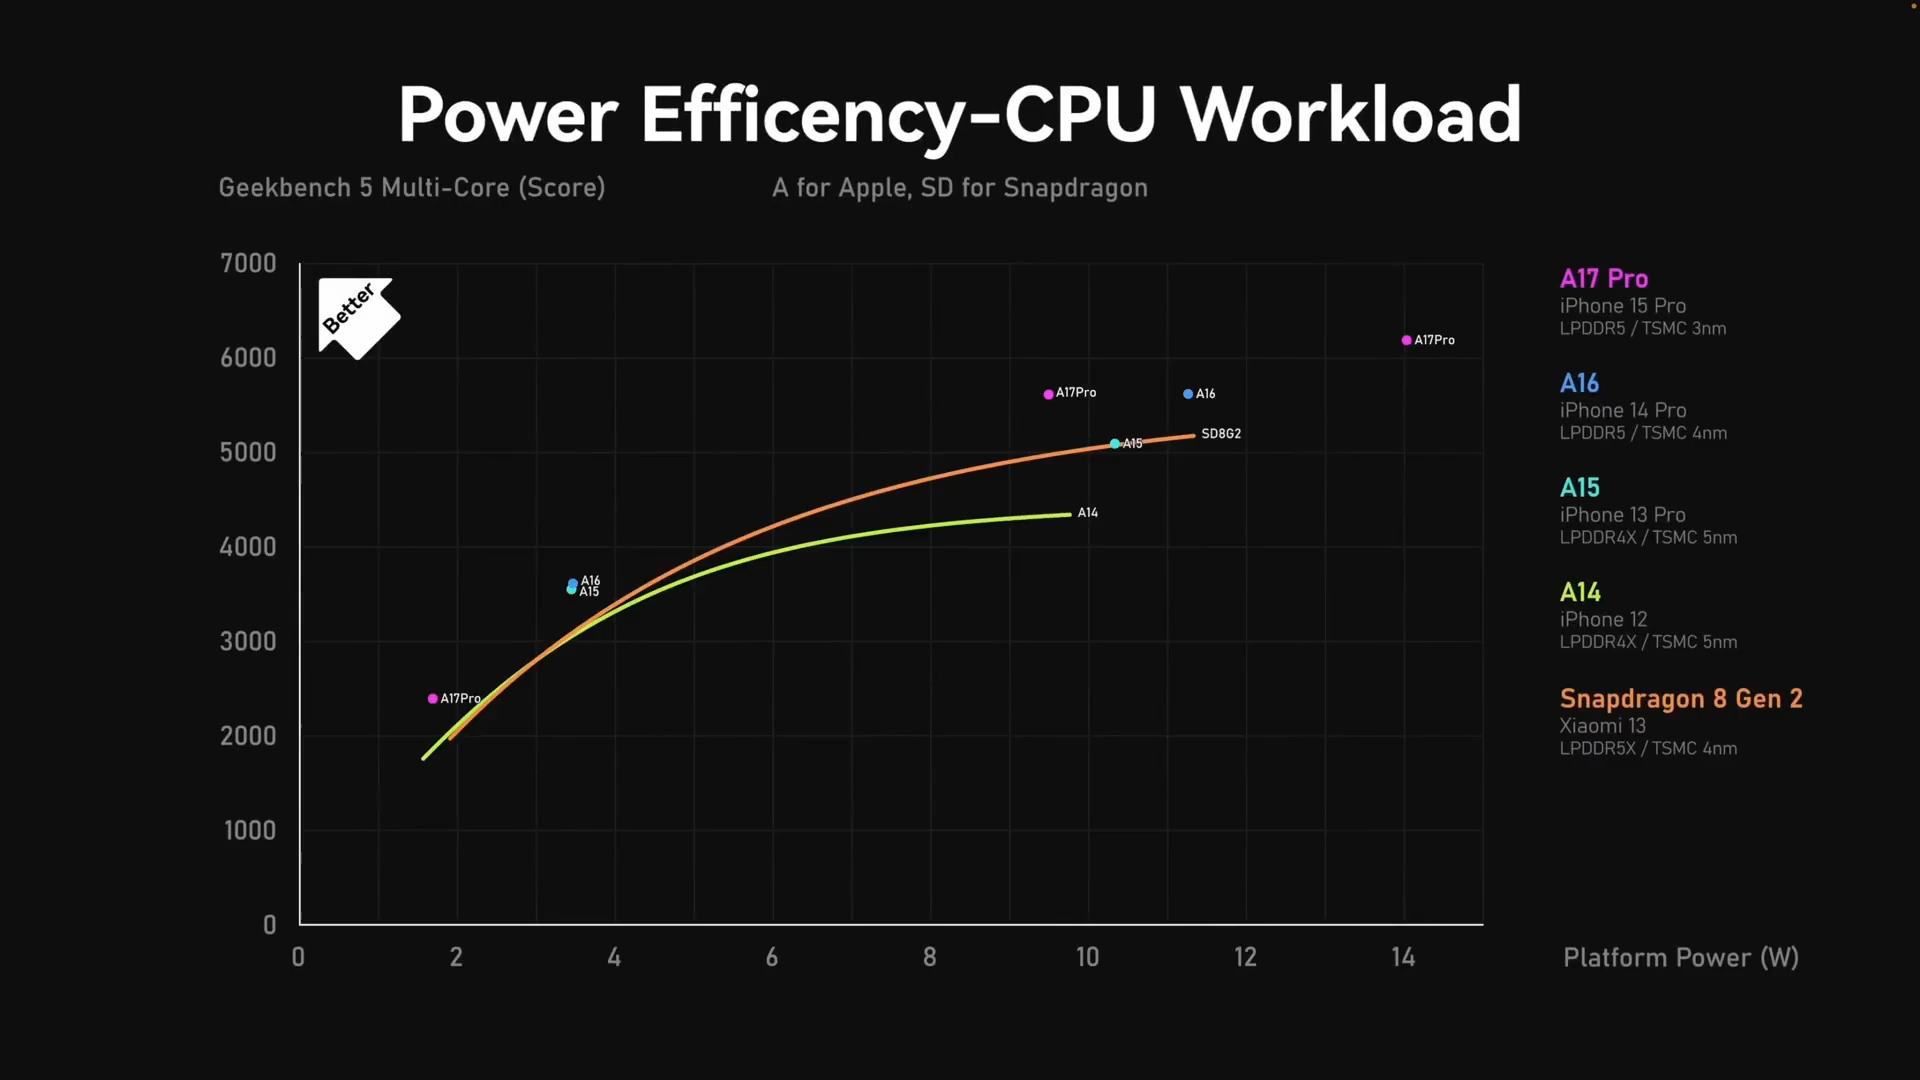 Power Efficency-CPU Workload
Geekbench 5 Multi-Core (Score)
A for Apple, SD for Snapdragon
7000
6000
5000
4000
3000
2000
1000
0
Better
A17Pro
A17Pro
A16
A15
SD8G2
A14
A16
A15
A17Pro
0
2
4
6
8
10
12
14
Platform Power (W)
A17 Pro
iPhone 15 Pro
LPDDR5 / TSMC 3nm
A16
iPhone 14 Pro
LPDDR5 / TSMC 4nm
A15
iPhone 13 Pro
LPDDR4X / TSMC 5nm
A14
iPhone 12
LPDDR4X / TSMC 5nm
Snapdragon 8 Gen 2
Xiaomi 13
LPDDR5X / TSMC 4nm